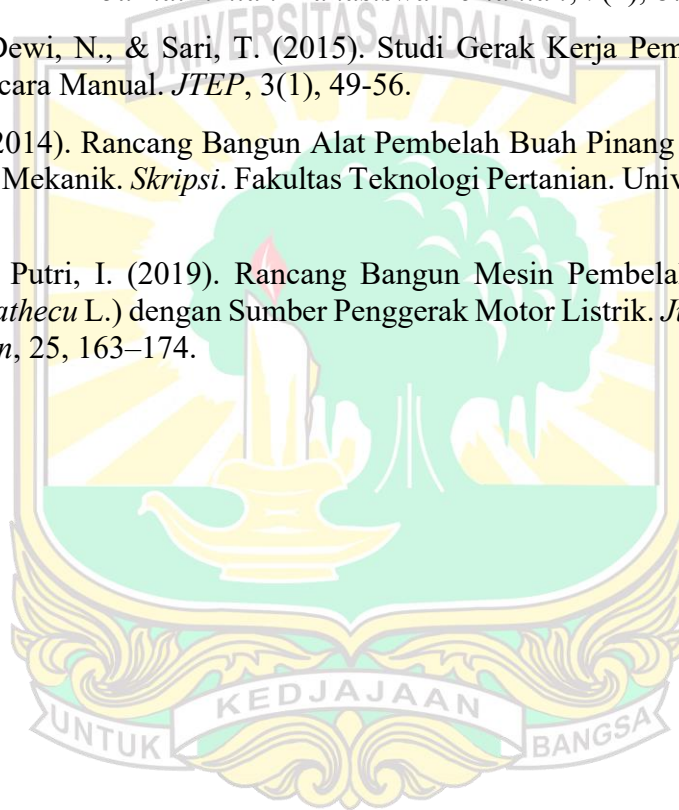 UNIVERSITAS ANDALAS
Dewi, N., & Sari, T. (2015). Studi Gerak Kerja Pem
cara Manual. JTEP, 3(1), 49-56.
2014). Rancang Bangun Alat Pembelah Buah Pinang
Mekanik. Skripsi. Fakultas Teknologi Pertanian. Univ
Putri, I. (2019). Rancang Bangun Mesin Pembela
athecu L.) dengan Sumber Penggerak Motor Listrik. Ju
n, 25, 163–174.
UNTUK KEDJAJAAN BANGSA